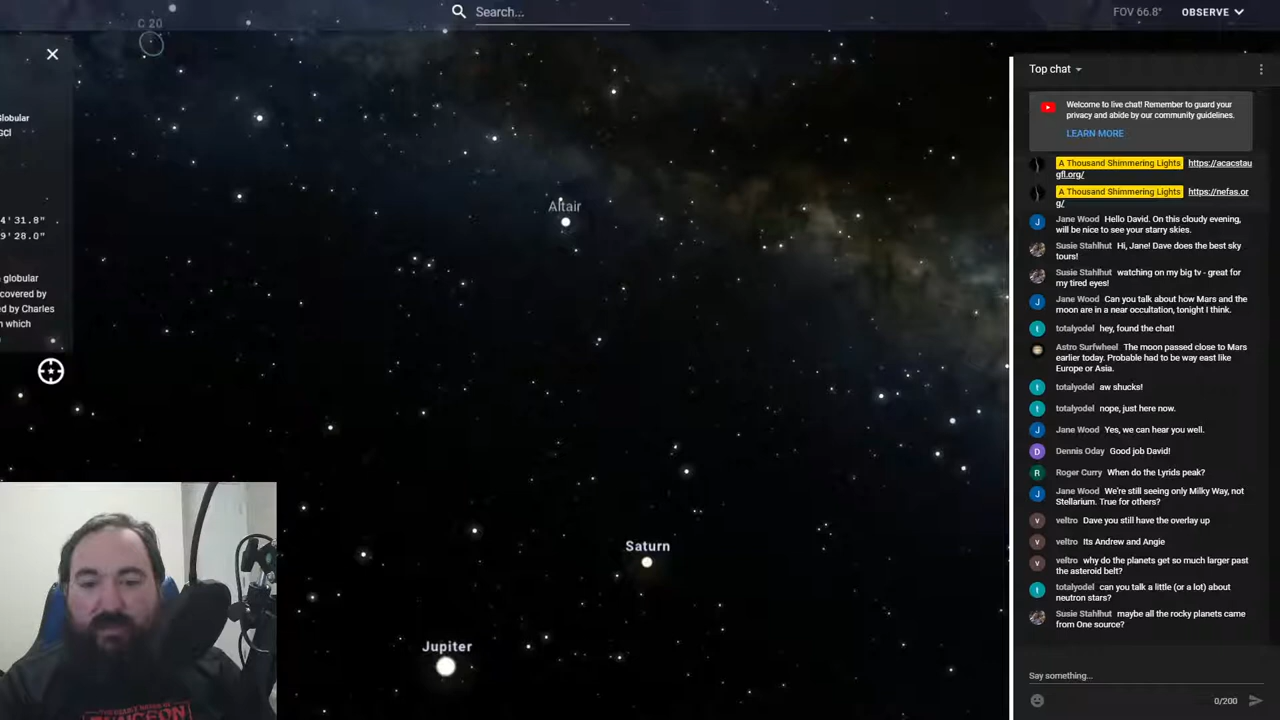 C 20
Search...
FOV 66.8°
OBSERVE
Globular
GCl
4'31.8"
9'28.0"
globular
covered by
ed by Charles
n which
Altair
Saturn
Jupiter
DUNGEON
Top chat
Welcome to live chat! Remember to guard your
privacy and abide by our community guidelines.
LEARN MORE
A Thousand Shimmering Lights https://acacstau
gfl.org/
A Thousand Shimmering Lights https://nefas.or
g/
Jane Wood Hello David. On this cloudy evening,
will be nice to see your starry skies.
Susie Stahlhut Hi, Jane! Dave does the best sky
tours!
Susie Stahlhut watching on my big tv - great for
my tired eyes!
Jane Wood Can you talk about how Mars and the
moon are in a near occultation, tonight I think.
totalyodel hey, found the chat!
Astro Surfwheel The moon passed close to Mars
earlier today. Probable had to be way east like
Europe or Asia.
totalyodel aw shucks!
totalyodel nope, just here now.
Jane Wood Yes, we can hear you well.
Dennis Oday Good job David!
Roger Curry When do the Lyrids peak?
Jane Wood We're still seeing only Milky Way, not
Stellarium. True for others?
veltro Dave you still have the overlay up
veltro Its Andrew and Angie
veltro why do the planets get so much larger past
the asteroid belt?
totalyodel can you talk a little (or a lot) about
neutron stars?
Susie Stahlhut maybe all the rocky planets came
from One source?
Say something...
0/200